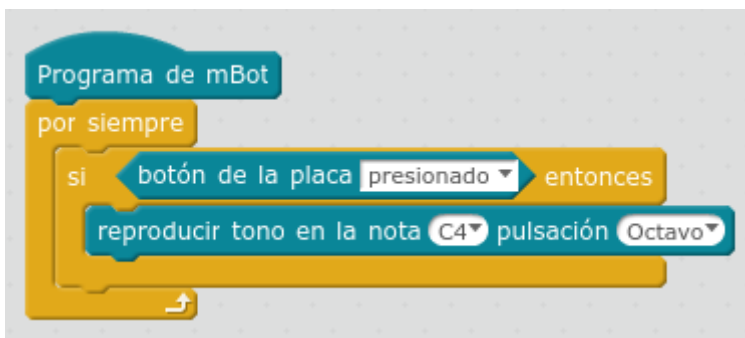 Programa de mBot
por siempre
si botón de la placa presionado entonces
reproducir tono en la nota C4 pulsación Octavo